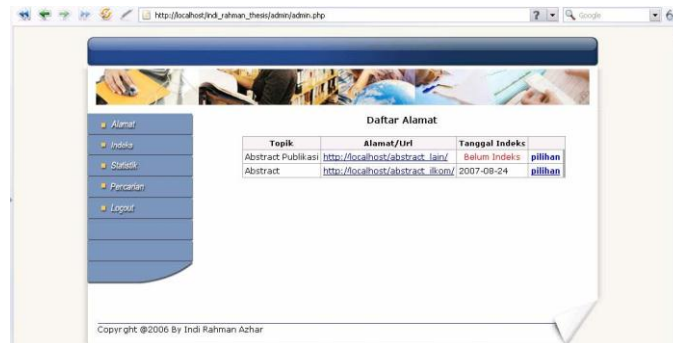 http://localhost/indi_rahman_thesis/admin/admin.php
?
Google
6
Daftar Alamat
Alamat
Indeks
Statistik
Pencarian
Logout
Topik Alamat/Url Tanggal Indeks
Abstract Publikasi http://localhost/abstract_lain/ Belum Indeks pilihan
Abstract http://localhost/abstract_ilkom/ 2007-08-24 pilihan
Copyright @2006 By Indi Rahman Azhar